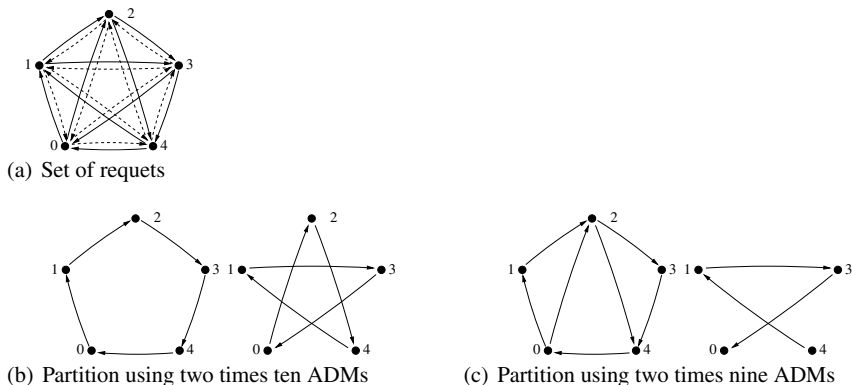 2
1 3
0 4
(a) Set of requets
2 2 2
1 3 1 3 1 3 1 3
0 4 0 4 0 4 0 4
(b) Partition using two times ten ADMs (c) Partition using two times nine ADMs